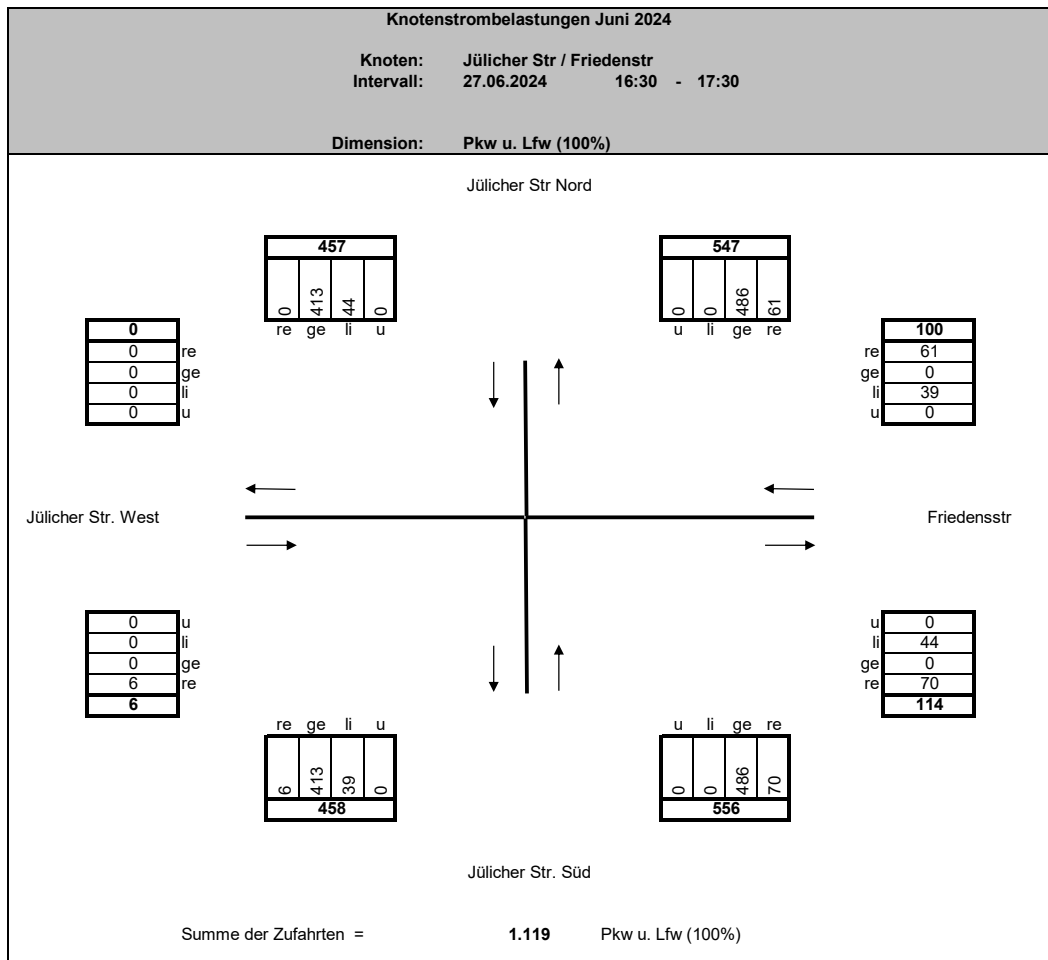 Knotenstrombelastungen Juni 2024
Knoten: Jülicher Str / Friedenstr
Intervall: 27.06.2024 16:30 - 17:30
Dimension: Pkw u. Lfw (100%)
Jülicher Str Nord
457
0 413 44 0
re ge li u
547
0 0 486 61
u li ge re
0
0 re
0 ge
0 li
0 u
100
re 61
ge 0
li 39
u 0
Jülicher Str. West
Friedensstr
0 u
0 li
0 ge
6 re
6
u 0
li 44
ge 0
re 70
114
re ge li u
6 413 39 0
458
u li ge re
0 0 486 70
556
Jülicher Str. Süd
Summe der Zufahrten = 1.119 Pkw u. Lfw (100%)